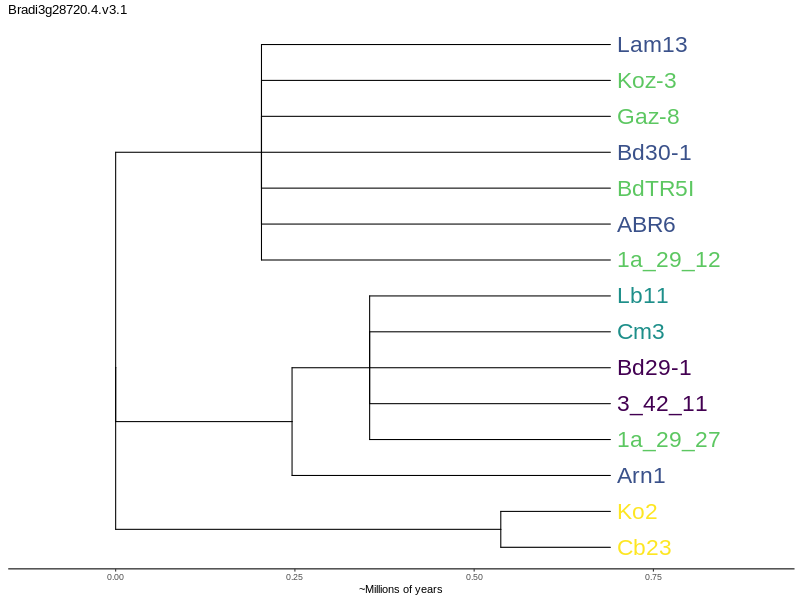 Bradi3g28720.4.v3.1
Lam13
Koz-3
Gaz-8
Bd30-1
BdTR5I
ABR6
1a_29_12
Lb11
Cm3
Bd29-1
3_42_11
1a_29_27
Arn1
Ko2
Cb23
0.00 0.25 0.50 0.75
~Millions of years